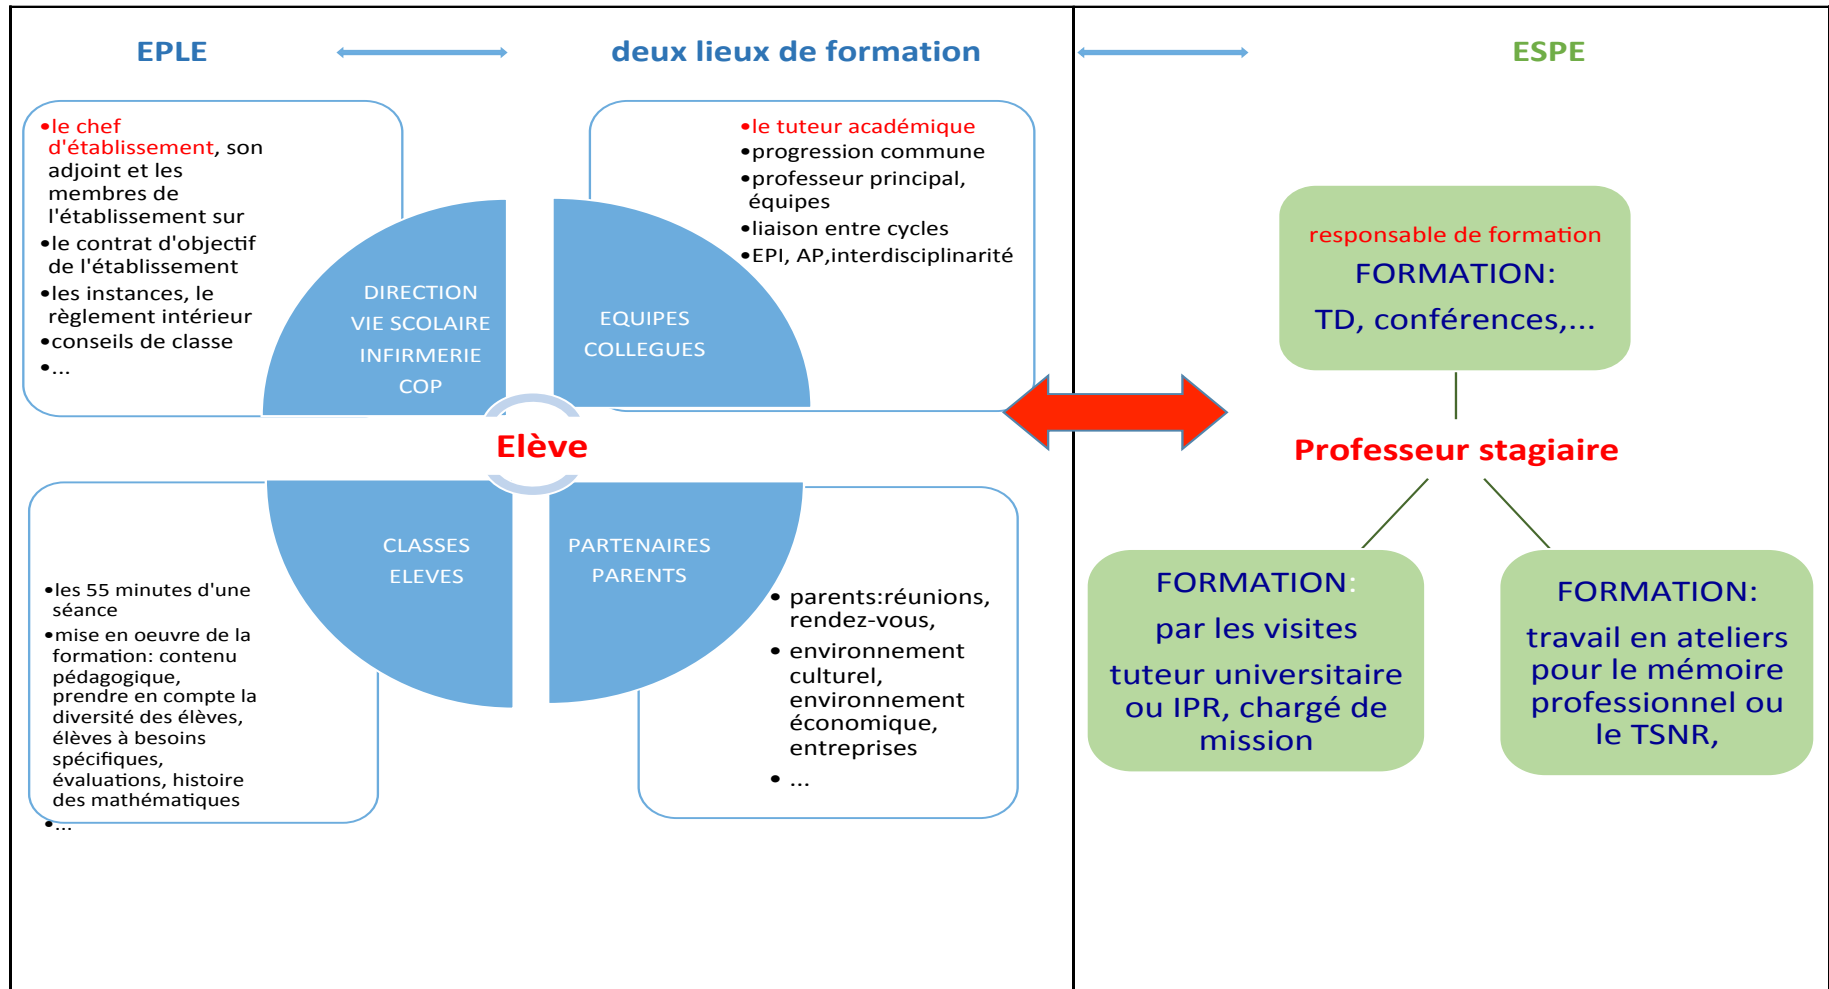 EPLE
deux lieux de formation
ESPE
•le chef
d'établissement, son
adjoint et les
membres de
l'établissement sur
•le contrat d'objectif
de l'établissement
•les instances, le
règlement intérieur
•conseils de classe
•...
DIRECTION
VIE SCOLAIRE
INFIRMERIE
COP
•le tuteur académique
•progression commune
•professeur principal,
équipes
•liaison entre cycles
•EPI, AP,interdisciplinarité
EQUIPES
COLLEGUES
Elève
•les 55 minutes d'une
séance
•mise en oeuvre de la
formation: contenu
pédagogique,
prendre en compte la
diversité des élèves,
élèves à besoins
spécifiques,
évaluations, histoire
des mathématiques
•...
CLASSES
ELEVES
PARTENAIRES
PARENTS
• parents:réunions,
rendez-vous,
• environnement
culturel,
environnement
économique,
entreprises
• ...
responsable de formation
FORMATION:
TD, conférences,...
Professeur stagiaire
FORMATION:
par les visites
tuteur universitaire
ou IPR, chargé de
mission
FORMATION:
travail en ateliers
pour le mémoire
professionnel ou
le TSNR,